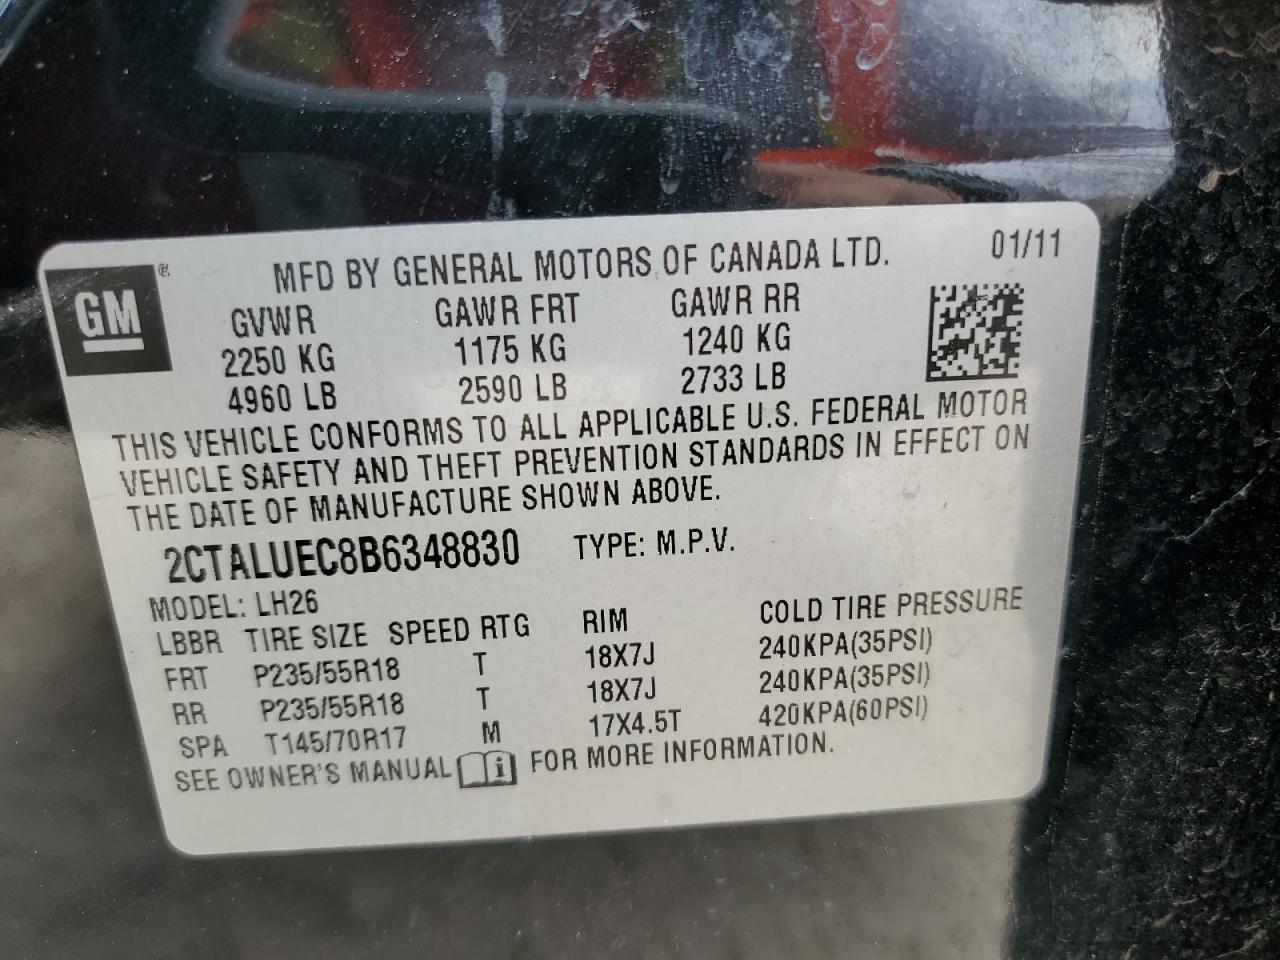 GM ®
MFD BY GENERAL MOTORS OF CANADA LTD. 01/11
GVWR GAWR FRT GAWR RR
2250 KG 1175 KG 1240 KG
4960 LB 2590 LB 2733 LB
THIS VEHICLE CONFORMS TO ALL APPLICABLE U.S. FEDERAL MOTOR
VEHICLE SAFETY AND THEFT PREVENTION STANDARDS IN EFFECT ON
THE DATE OF MANUFACTURE SHOWN ABOVE.
2CTALUEC8B6348830 TYPE: M.P.V.
MODEL: LH26
LBBR TIRE SIZE SPEED RTG RIM COLD TIRE PRESSURE
FRT P235/55R18 T 18X7J 240KPA(35PSI)
RR P235/55R18 T 18X7J 240KPA(35PSI)
SPA T145/70R17 M 17X4.5T 420KPA(60PSI)
SEE OWNER'S MANUAL i FOR MORE INFORMATION.